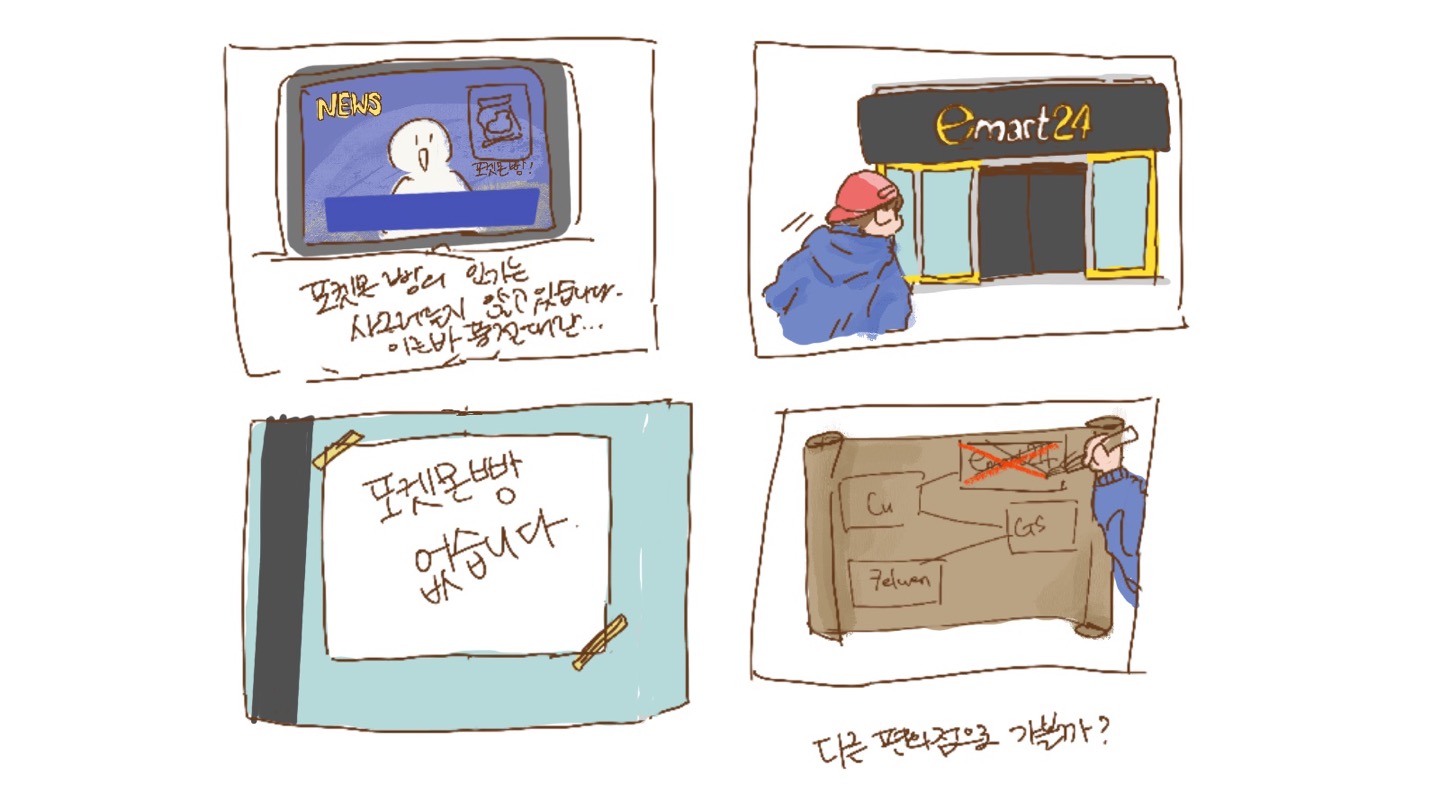 NEWS
포켓몬빵!
포켓몬 빵의 인기는
사그러들지 않고 있습니다.
이른바 품절대란...
emart24
포켓몬빵
없습니다.
emart24
Cu
GS
7eleven
다른 편의점으로 가볼까?